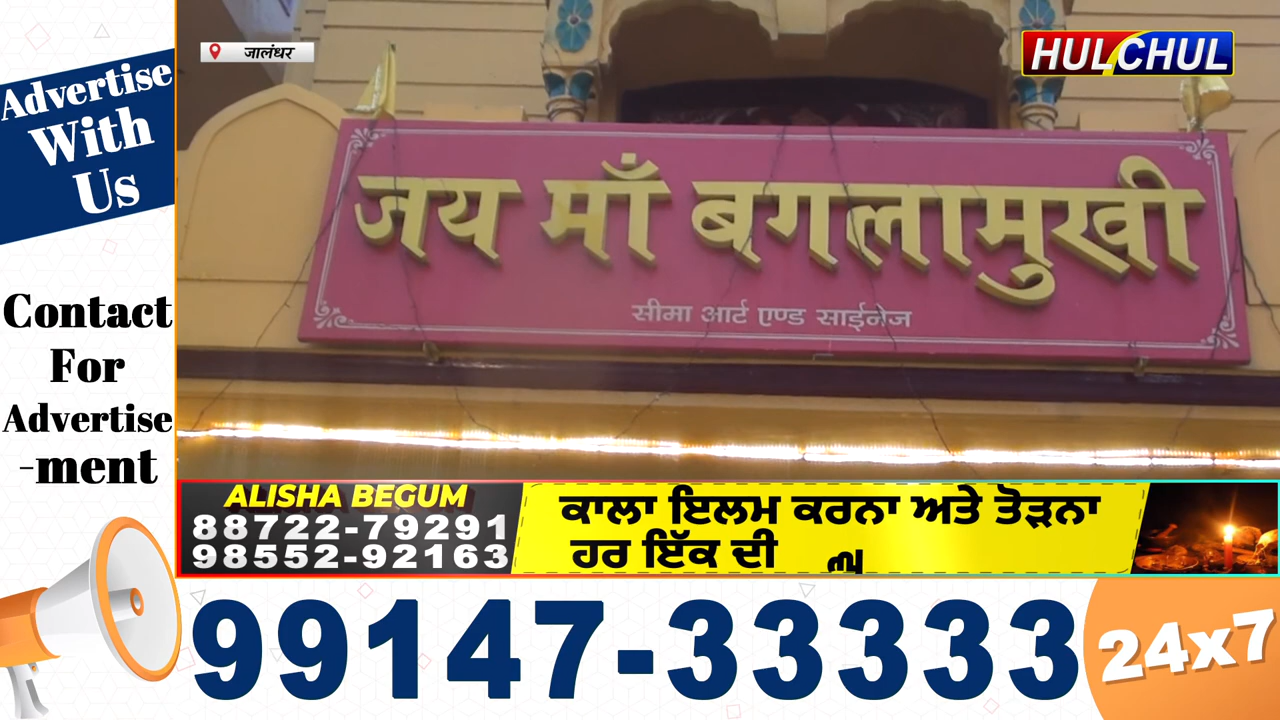 Advertise
With
Us
Contact
For
Advertise
-ment
जालंधर
HULCHUL
जय माँ बगलामुखी
सीमा आर्ट एण्ड साईनेज
ALISHA BEGUM
88722-79291
98552-92163
ਕਾਲਾ ਇਲਮ ਕਰਨਾ ਅਤੇ ਤੋੜਨਾ
ਹਰ ਇੱਕ ਦੀ
99147-33333
24x7